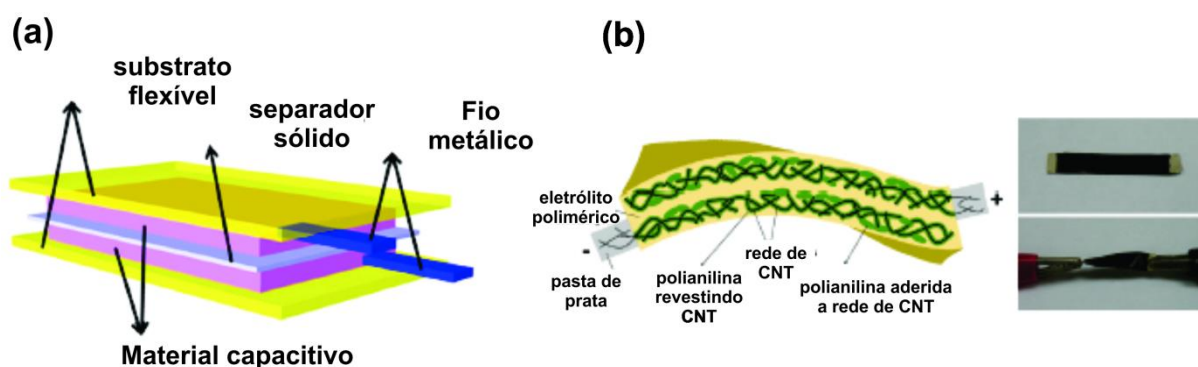 (a)
substrato
flexível
separador
sólido
Fio
metálico
Material capacitivo
(b)
eletrólito
polimérico
-
+
pasta de
prata
polianilina
revestindo
CNT
rede de
CNT
polianilina aderida
a rede de CNT